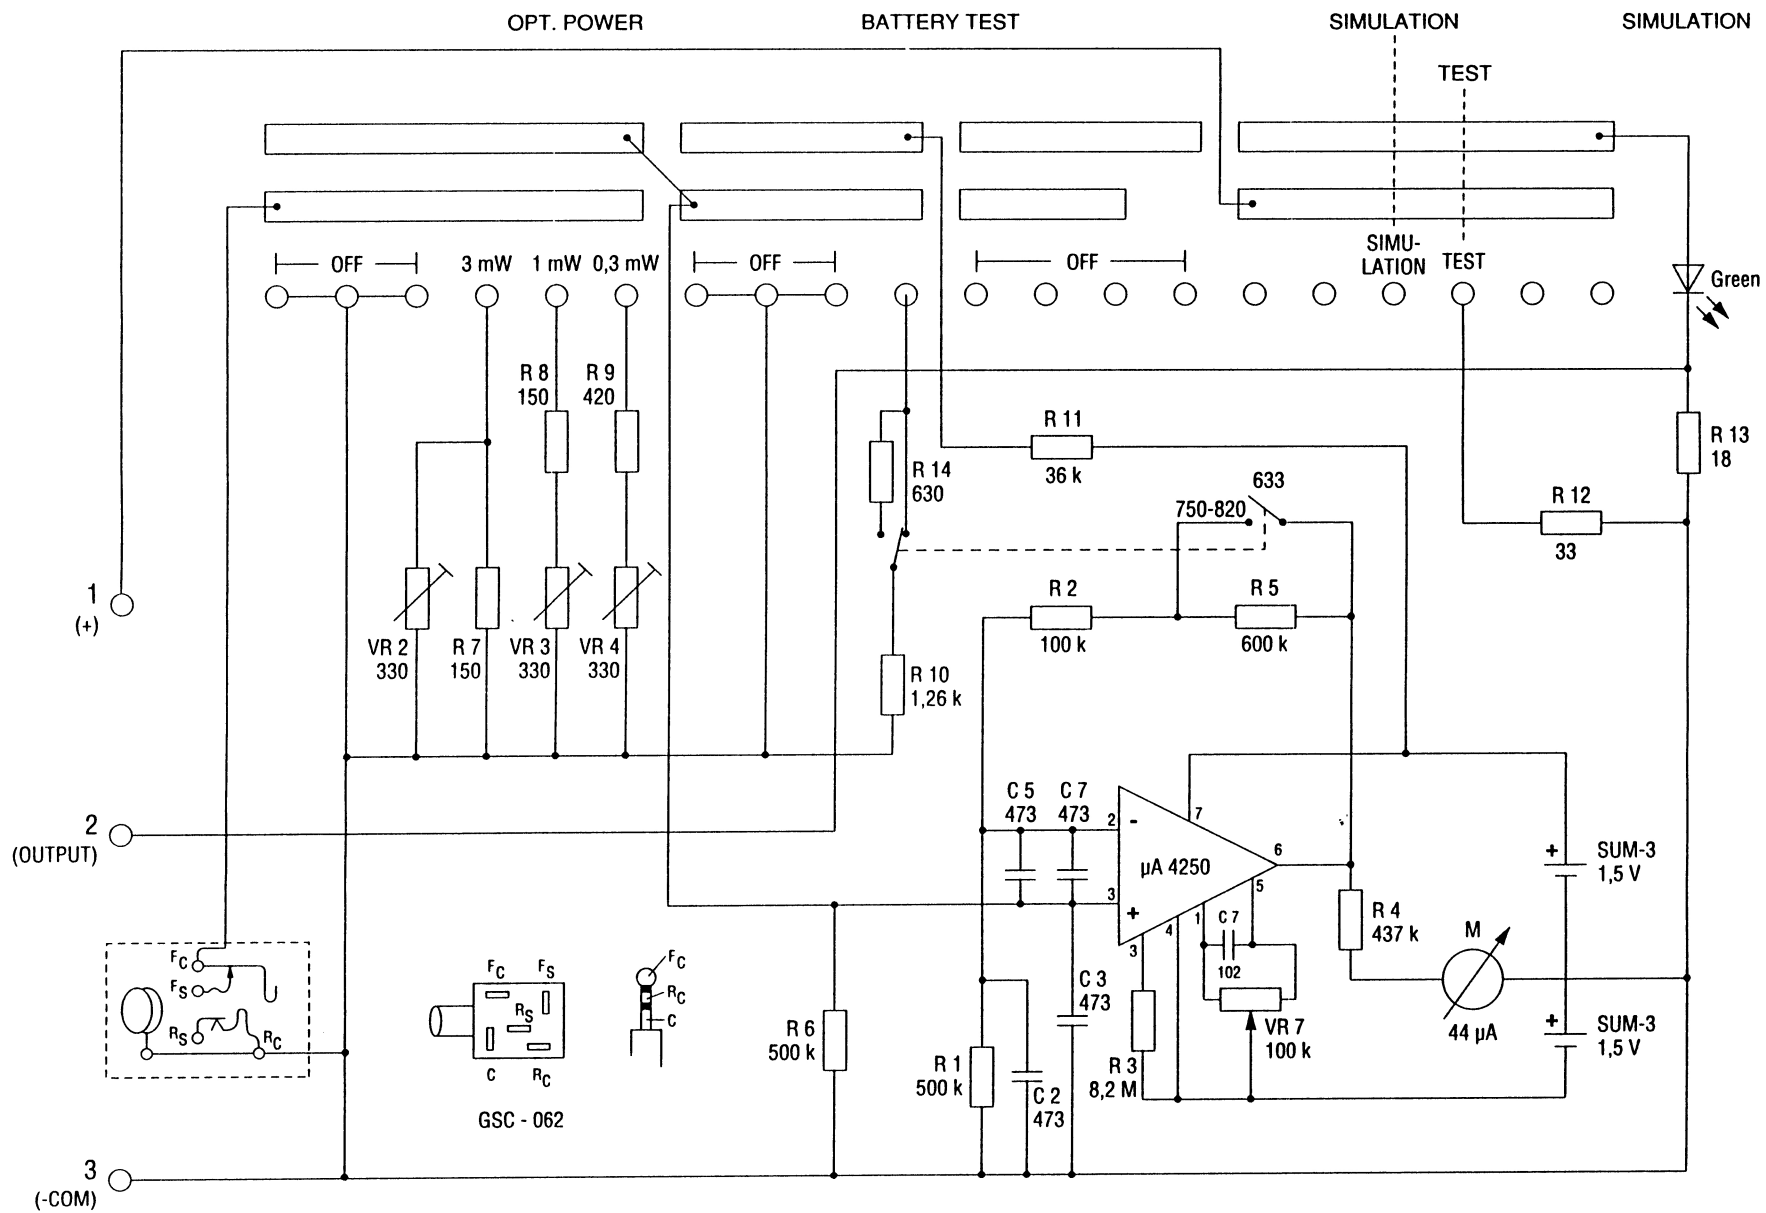 OPT. POWER
BATTERY TEST
SIMULATION
SIMULATION
TEST
OFF
3 mW
1 mW
0,3 mW
OFF
OFF
SIMU-
LATION
TEST
Green
R 8
150
R 9
420
R 14
630
R 11
36 k
R 13
18
633
750-820
R 12
33
1
(+)
VR 2
330
R 7
150
VR 3
330
VR 4
330
R 2
100 k
R 5
600 k
R 10
1,26 k
2
(OUTPUT)
C 5
473
C 7
473
2
-
7
µA 4250
6
3
+
5
1
4
3
C 7
102
+
SUM-3
1,5 V
R 4
437 k
M
44 µA
+
SUM-3
1,5 V
FC
FS
RS
RC
FC
FS
RS
C
RC
GSC - 062
FC
RC
C
R 6
500 k
R 1
500 k
C 2
473
C 3
473
R 3
8,2 M
VR 7
100 k
3
(-COM)